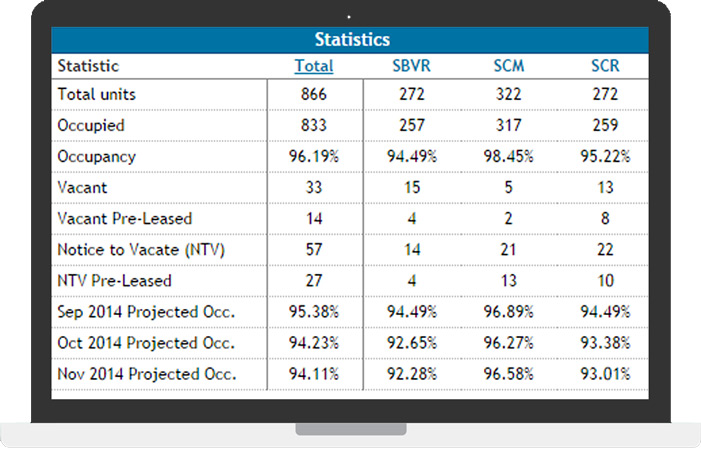 Statistics
Statistic Total SBVR SCM SCR
Total units 866 272 322 272
Occupied 833 257 317 259
Occupancy 96.19% 94.49% 98.45% 95.22%
Vacant 33 15 5 13
Vacant Pre-Leased 14 4 2 8
Notice to Vacate (NTV) 57 14 21 22
NTV Pre-Leased 27 4 13 10
Sep 2014 Projected Occ. 95.38% 94.49% 96.89% 94.49%
Oct 2014 Projected Occ. 94.23% 92.65% 96.27% 93.38%
Nov 2014 Projected Occ. 94.11% 92.28% 96.58% 93.01%